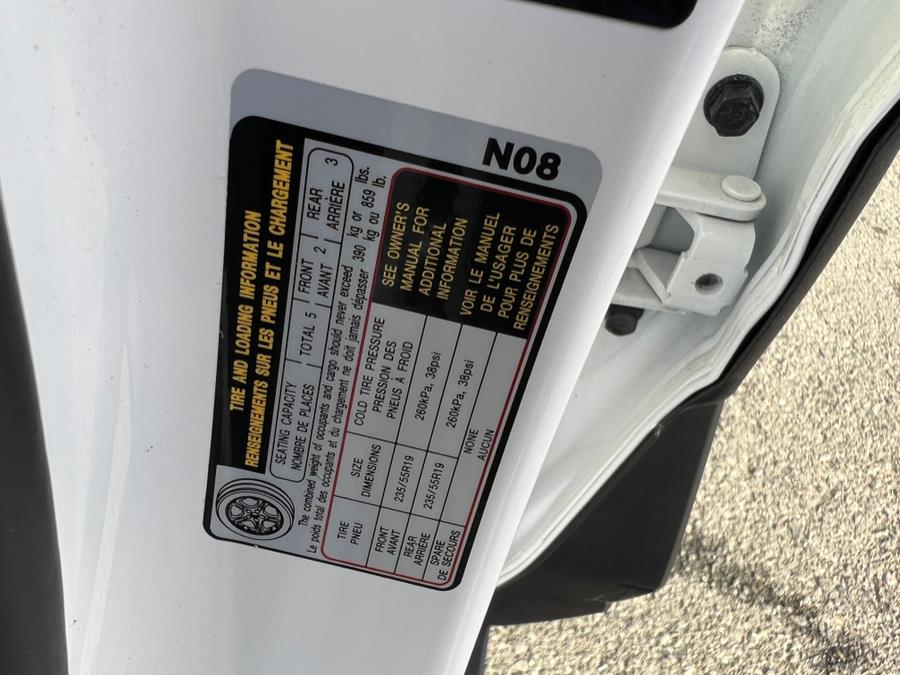 N08
TIRE AND LOADING INFORMATION
RENSEIGNEMENTS SUR LES PNEUS ET LE CHARGEMENT
SEATING CAPACITY
NOMBRE DE PLACES
TOTAL 5
FRONT
AVANT
2
REAR
ARRIÈRE
3
The combined weight of occupants and cargo should never exceed 390 kg or 859 lbs.
Le poids total des occupants et du chargement ne doit jamais dépasser 390 kg ou 859 lb.
TIRE
PNEU
SIZE
DIMENSIONS
COLD TIRE PRESSURE
PRESSION DES
PNEUS À FROID
FRONT
AVANT
235/55R19
260kPa, 38psi
REAR
ARRIÈRE
235/55R19
260kPa, 38psi
SPARE
DE SECOURS
NONE
AUCUN
SEE OWNER'S
MANUAL FOR
ADDITIONAL
INFORMATION
VOIR LE MANUEL
DE L'USAGER
POUR PLUS DE
RENSEIGNEMENTS